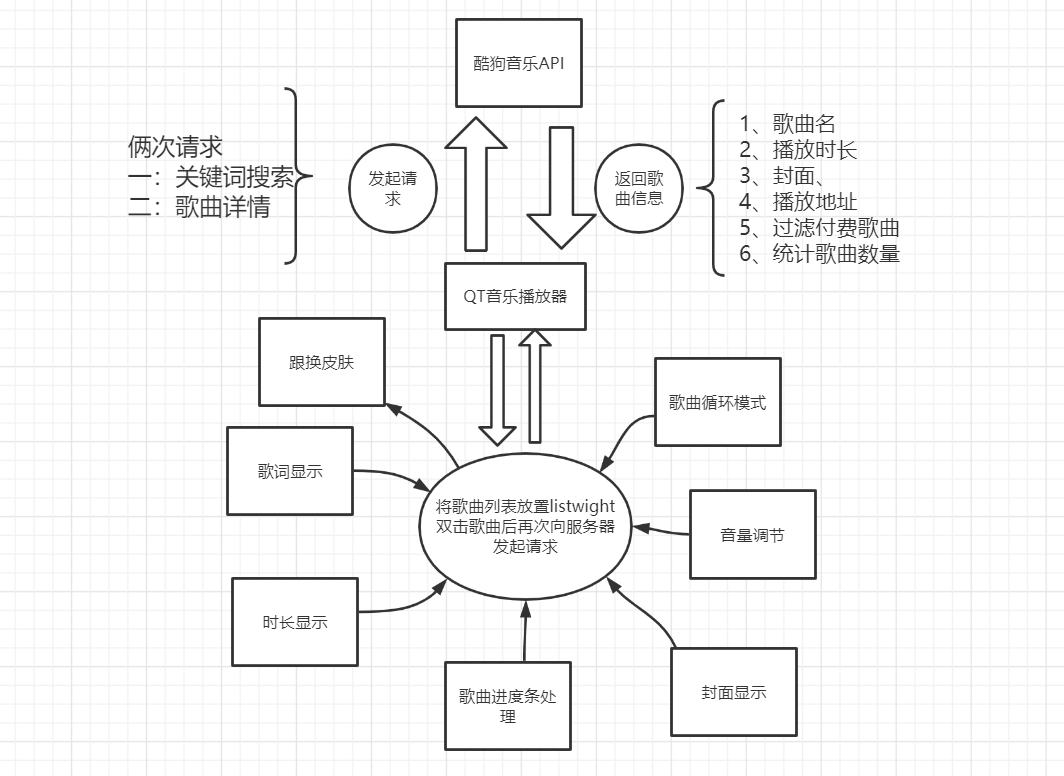 酷狗音乐API
俩次请求
一：关键词搜索
二：歌曲详情
发起请
求
返回歌
曲信息
1、歌曲名
2、播放时长
3、封面、
4、播放地址
5、过滤付费歌曲
6、统计歌曲数量
QT音乐播放器
跟换皮肤
歌曲循环模式
歌词显示
将歌曲列表放置listwight
双击歌曲后再次向服务器
发起请求
音量调节
时长显示
歌曲进度条处
理
封面显示